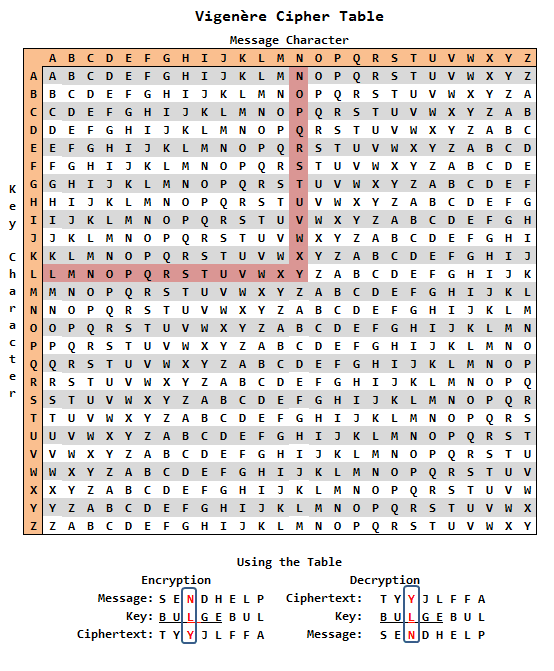 Vigenère Cipher Table
Message Character
Key Character
A B C D E F G H I J K L M N O P Q R S T U V W X Y Z
A A B C D E F G H I J K L M N O P Q R S T U V W X Y Z
B B C D E F G H I J K L M N O P Q R S T U V W X Y Z A
C C D E F G H I J K L M N O P Q R S T U V W X Y Z A B
D D E F G H I J K L M N O P Q R S T U V W X Y Z A B C
E E F G H I J K L M N O P Q R S T U V W X Y Z A B C D
F F G H I J K L M N O P Q R S T U V W X Y Z A B C D E
G G H I J K L M N O P Q R S T U V W X Y Z A B C D E F
H H I J K L M N O P Q R S T U V W X Y Z A B C D E F G
I I J K L M N O P Q R S T U V W X Y Z A B C D E F G H
J J K L M N O P Q R S T U V W X Y Z A B C D E F G H I
K K L M N O P Q R S T U V W X Y Z A B C D E F G H I J
L L M N O P Q R S T U V W X Y Z A B C D E F G H I J K
M M N O P Q R S T U V W X Y Z A B C D E F G H I J K L
N N O P Q R S T U V W X Y Z A B C D E F G H I J K L M
O O P Q R S T U V W X Y Z A B C D E F G H I J K L M N
P P Q R S T U V W X Y Z A B C D E F G H I J K L M N O
Q Q R S T U V W X Y Z A B C D E F G H I J K L M N O P
R R S T U V W X Y Z A B C D E F G H I J K L M N O P Q
S S T U V W X Y Z A B C D E F G H I J K L M N O P Q R
T T U V W X Y Z A B C D E F G H I J K L M N O P Q R S
U U V W X Y Z A B C D E F G H I J K L M N O P Q R S T
V V W X Y Z A B C D E F G H I J K L M N O P Q R S T U
W W X Y Z A B C D E F G H I J K L M N O P Q R S T U V
X X Y Z A B C D E F G H I J K L M N O P Q R S T U V W
Y Y Z A B C D E F G H I J K L M N O P Q R S T U V W X
Z Z A B C D E F G H I J K L M N O P Q R S T U V W X Y
Using the Table
Encryption
Message: S E N D H E L P
Key: B U L G E B U L
Ciphertext: T Y Y J L F F A
Decryption
Ciphertext: T Y Y J L F F A
Key: B U L G E B U L
Message: S E N D H E L P